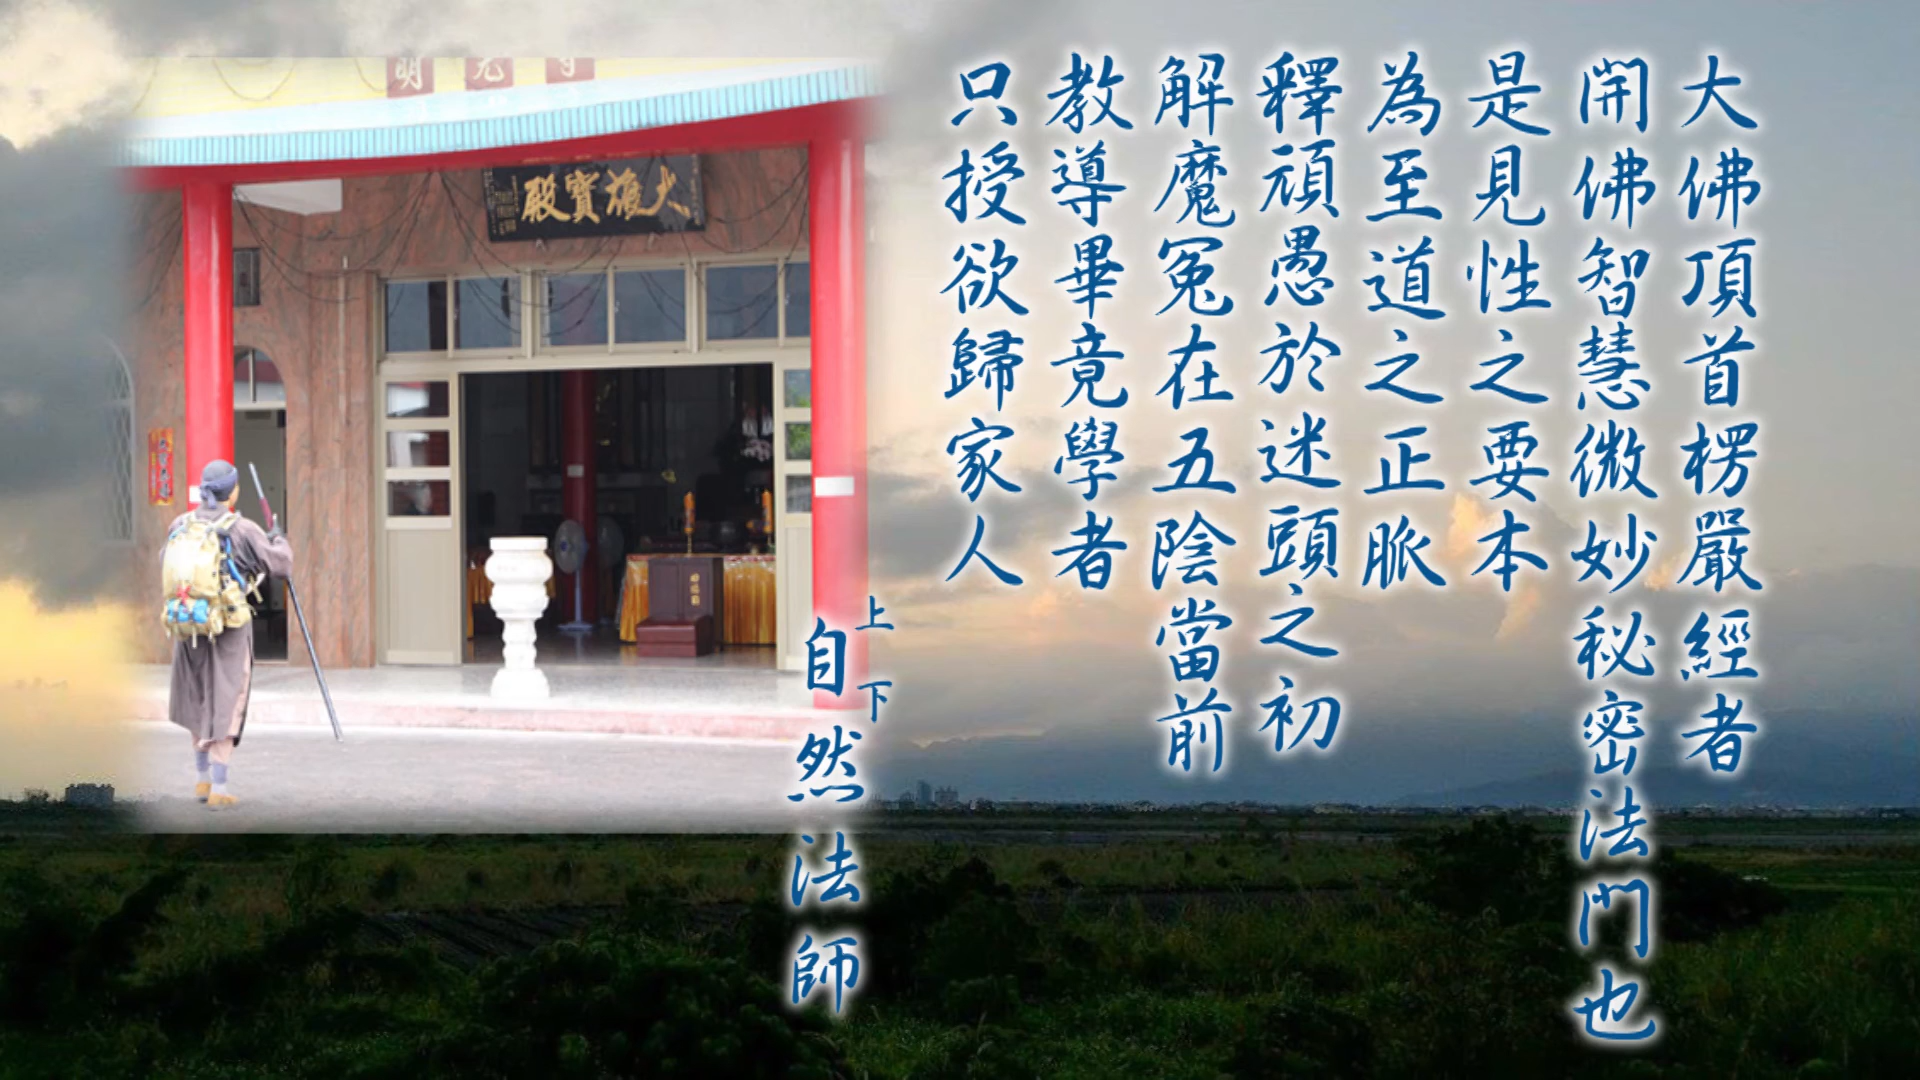 大佛頂首楞嚴經者
開佛智慧微妙秘密法門也
是見性之要本
為至道之正脈
釋頑愚於迷頭之初
解魔冤在五陰當前
教導畢竟學者
只授欲歸家人
上自下然法師
明光寺
大雄寶殿